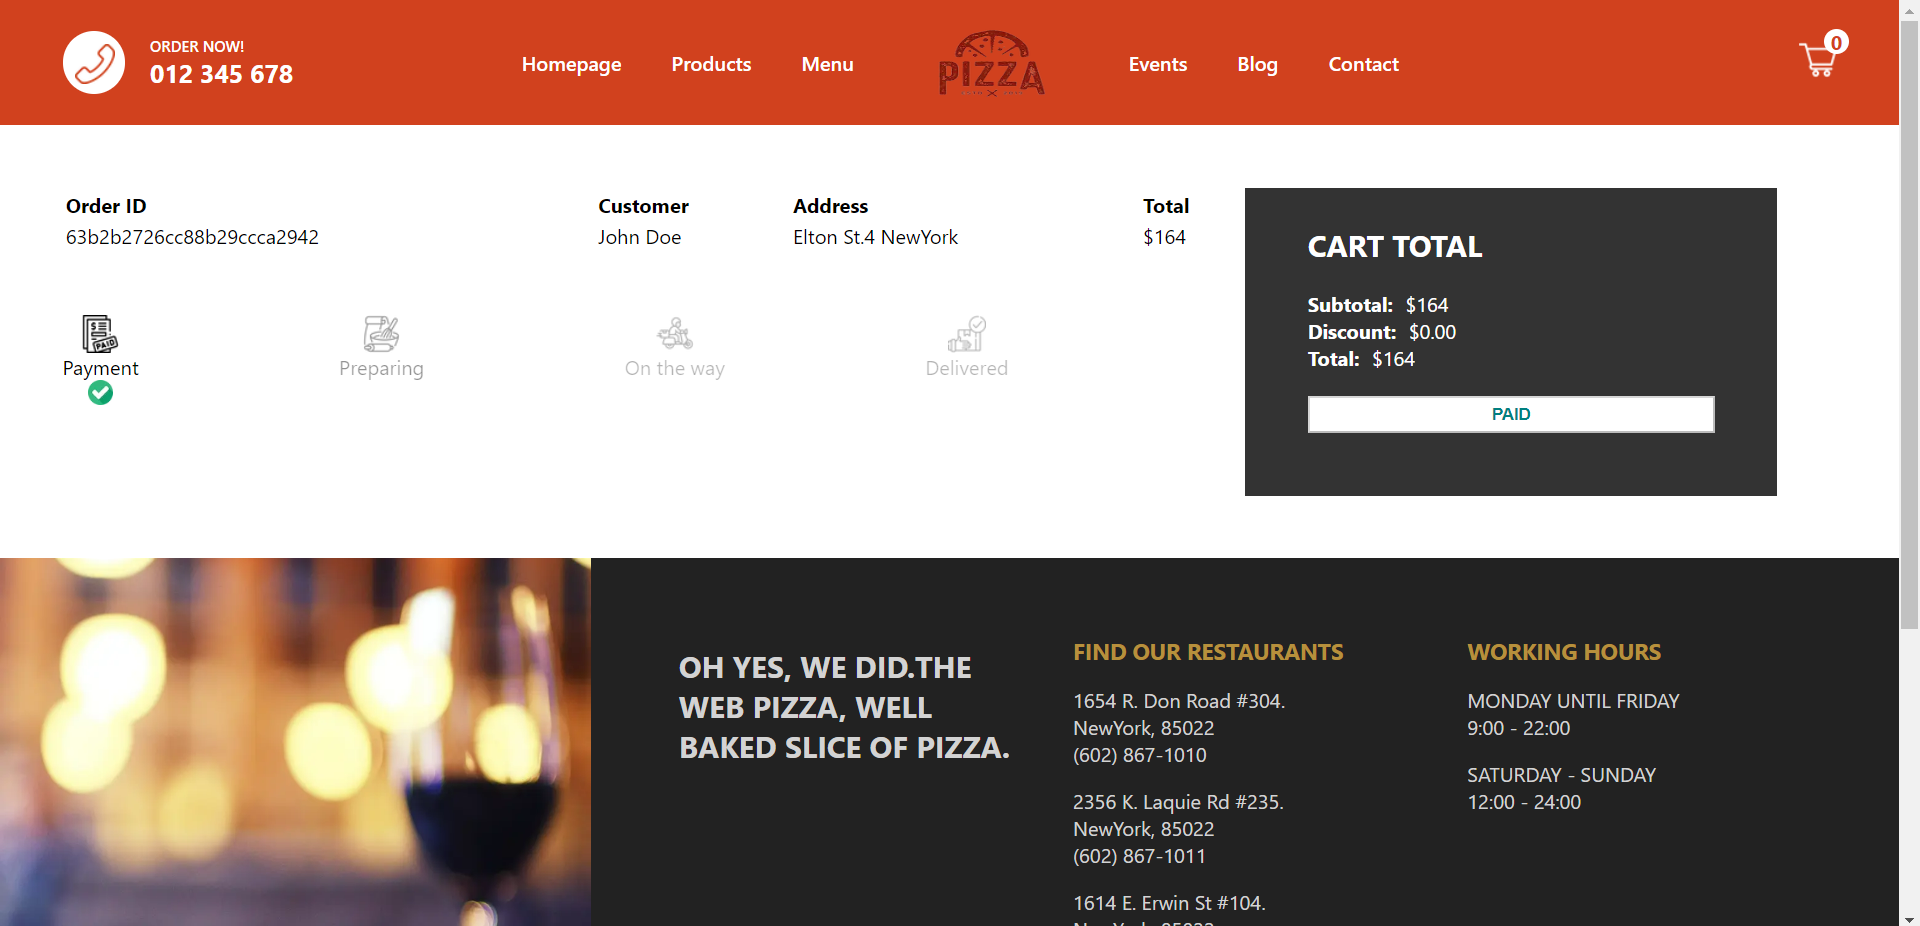 ORDER NOW!
012 345 678
Homepage
Products
Menu
PIZZA
Events
Blog
Contact
0
Order ID
Customer
Address
Total
63b2b2726cc88b29ccca2942
John Doe
Elton St.4 NewYork
$164
PAID
Payment
Preparing
On the way
Delivered
CART TOTAL
Subtotal: $164
Discount: $0.00
Total: $164
PAID
OH YES, WE DID.THE
WEB PIZZA, WELL
BAKED SLICE OF PIZZA.
FIND OUR RESTAURANTS
1654 R. Don Road #304.
NewYork, 85022
(602) 867-1010
2356 K. Laquie Rd #235.
NewYork, 85022
(602) 867-1011
1614 E. Erwin St #104.
WORKING HOURS
MONDAY UNTIL FRIDAY
9:00 - 22:00
SATURDAY - SUNDAY
12:00 - 24:00